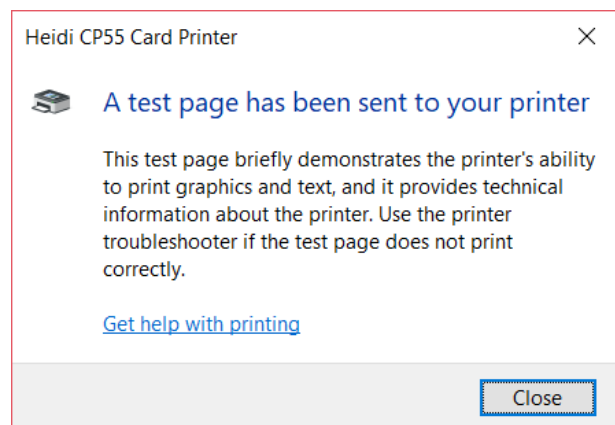 Heidi CP55 Card Printer
A test page has been sent to your printer
This test page briefly demonstrates the printer's ability
to print graphics and text, and it provides technical
information about the printer. Use the printer
troubleshooter if the test page does not print
correctly.
Get help with printing
Close